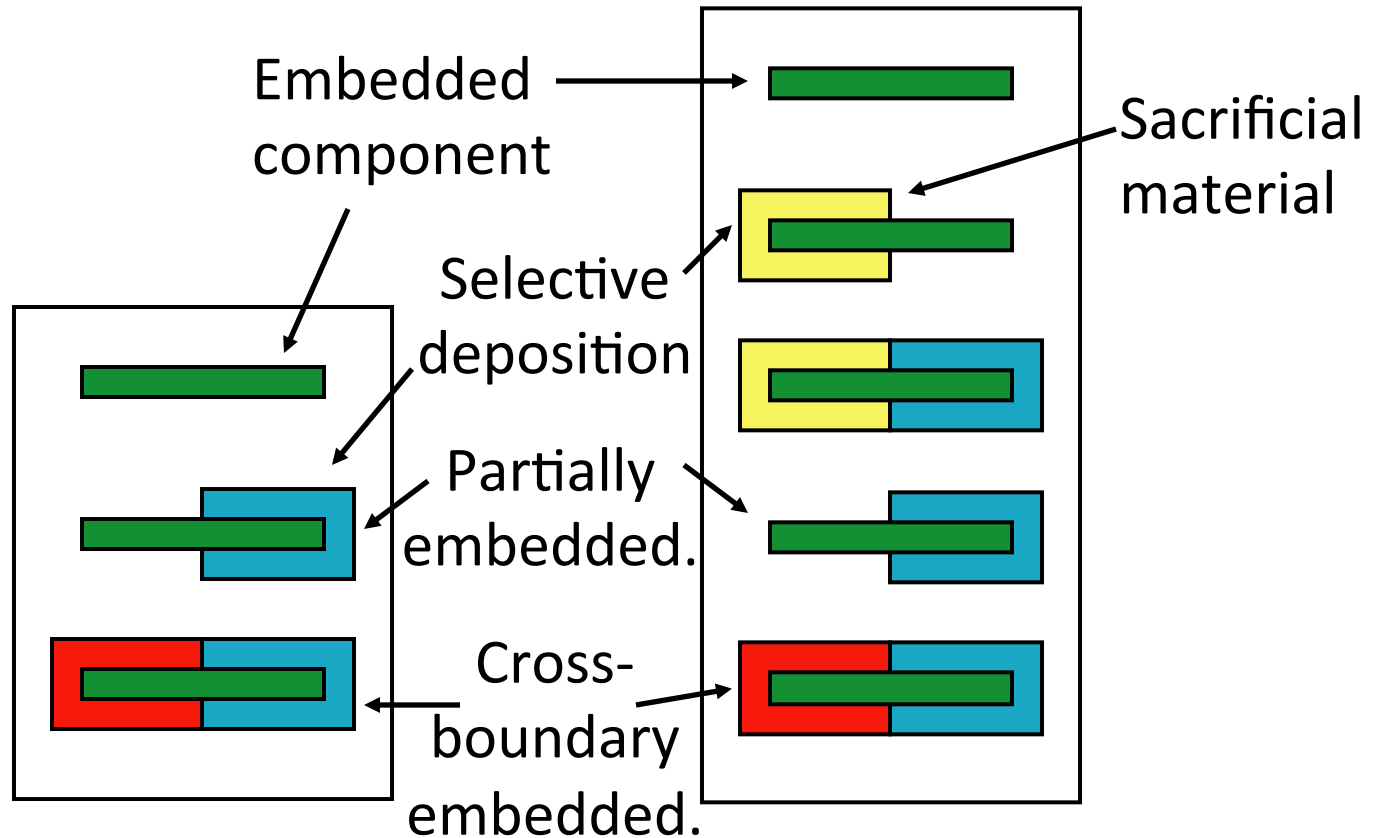 Embedded
component
Sacrificial
material
Selective
deposition
Partially
embedded.
Cross-
boundary
embedded.